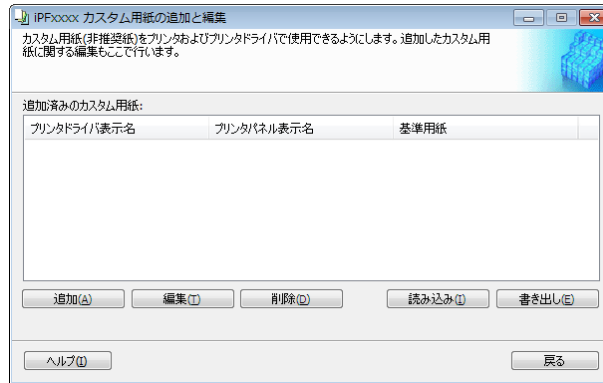 iPFxxxx カスタム用紙の追加と編集
カスタム用紙(非推奨紙)をプリンタおよびプリンタドライバで使用できるようにします。追加したカスタム用
紙に関する編集もここで行います。
追加済みのカスタム用紙:
プリンタドライバ表示名 プリンタパネル表示名 基準用紙
追加(A) 編集(T) 削除(D) 読み込み(I) 書き出し(E)
ヘルプ(I) 戻る